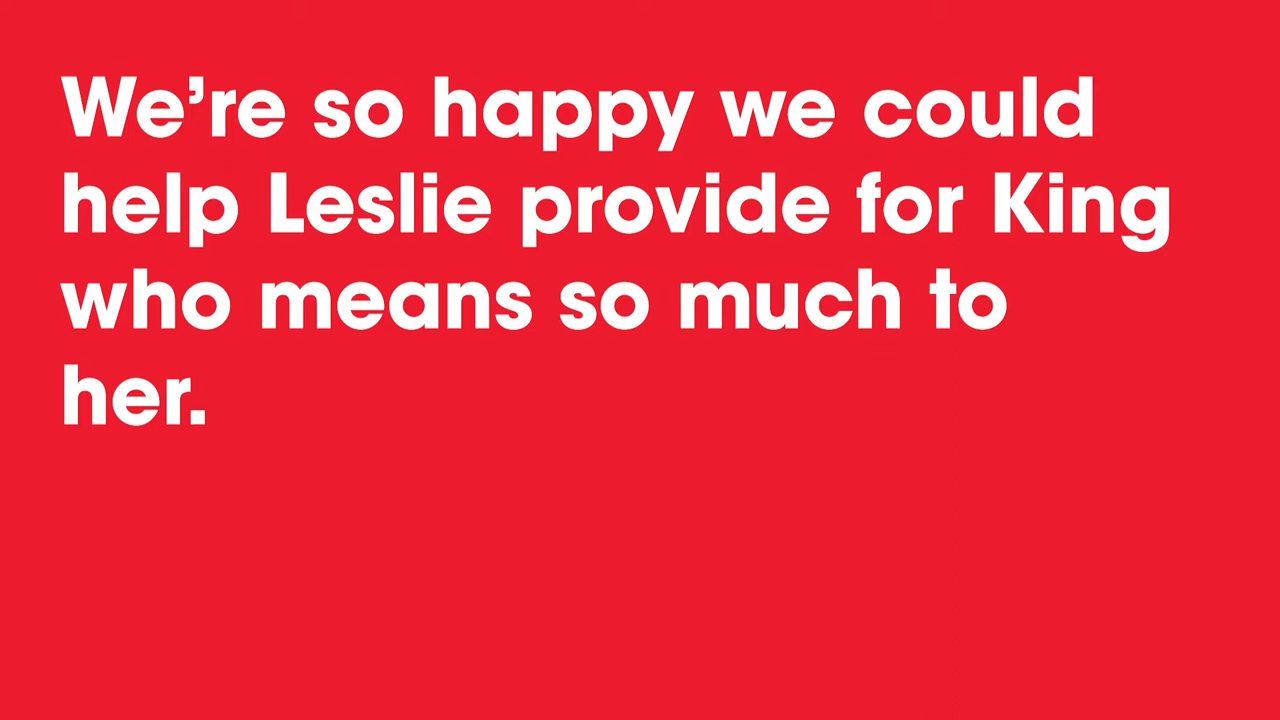 We’re so happy we could
help Leslie provide for King
who means so much to
her.